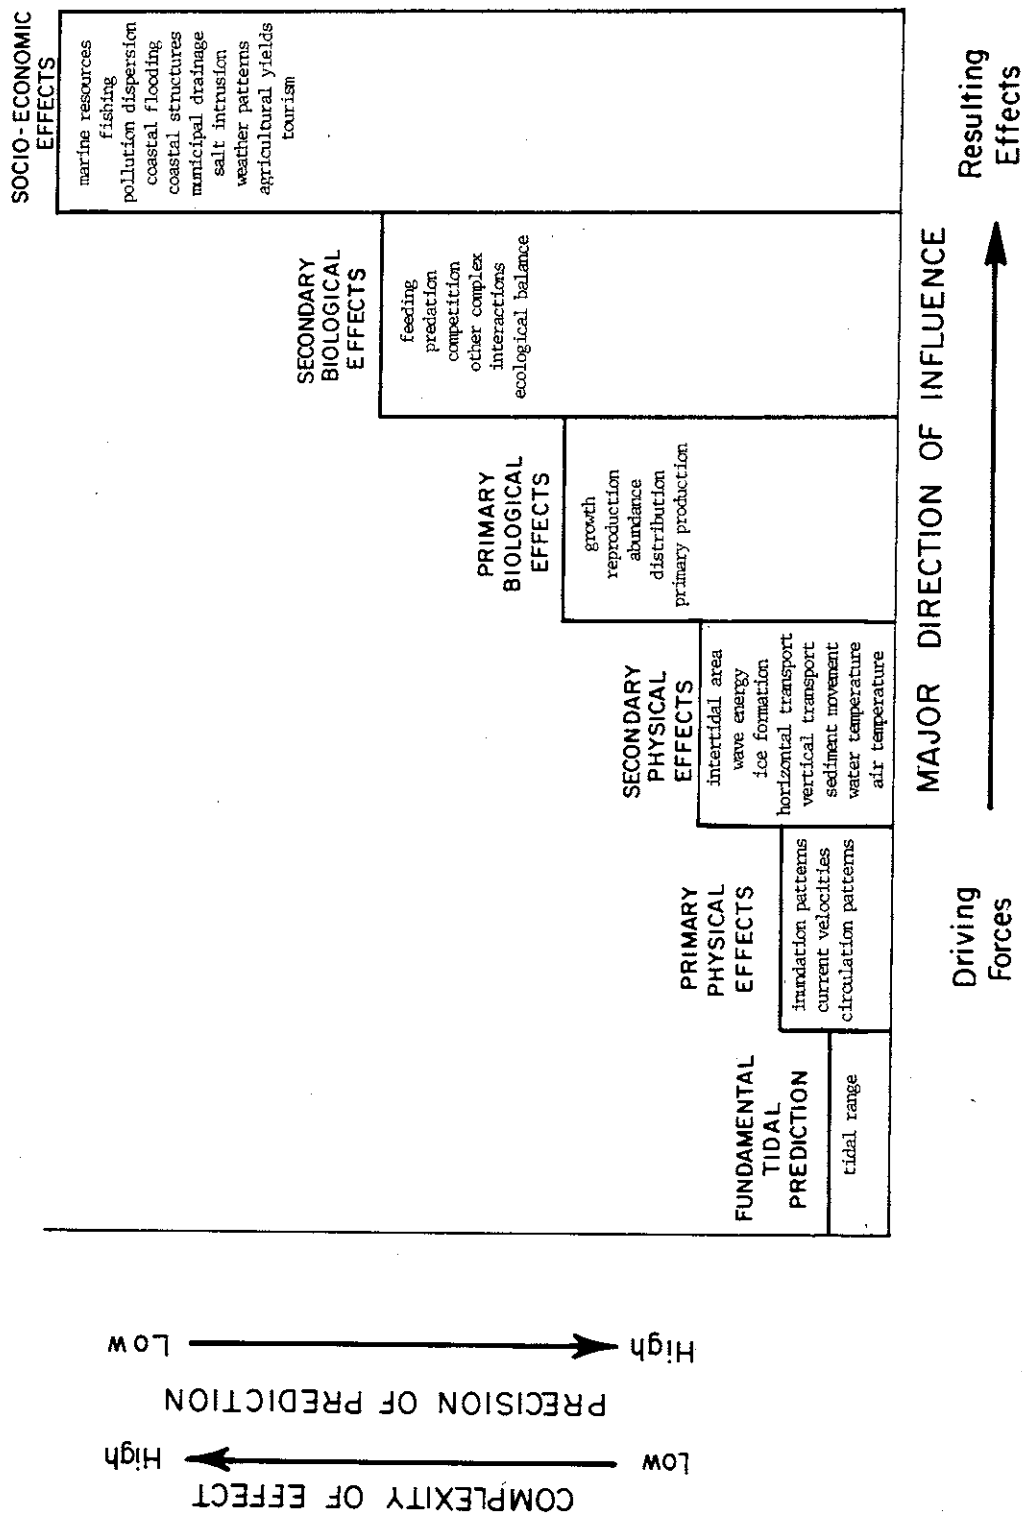 COMPLEXITY OF EFFECT
Low
High
PRECISION OF PREDICTION
High
Low
FUNDAMENTAL
TIDAL
PREDICTION
tidal range
PRIMARY
PHYSICAL
EFFECTS
inundation patterns
current velocities
circulation patterns
SECONDARY
PHYSICAL
EFFECTS
intertidal area
wave energy
ice formation
horizontal transport
vertical transport
sediment movement
water temperature
air temperature
PRIMARY
BIOLOGICAL
EFFECTS
growth
reproduction
abundance
distribution
primary production
SECONDARY
BIOLOGICAL
EFFECTS
feeding
predation
competition
other complex
interactions
ecological balance
SOCIO-ECONOMIC
EFFECTS
marine resources
fishing
pollution dispersion
coastal flooding
coastal structures
municipal drainage
salt intrusion
weather patterns
agricultural yields
tourism
MAJOR DIRECTION OF INFLUENCE
Driving
Forces
Resulting
Effects